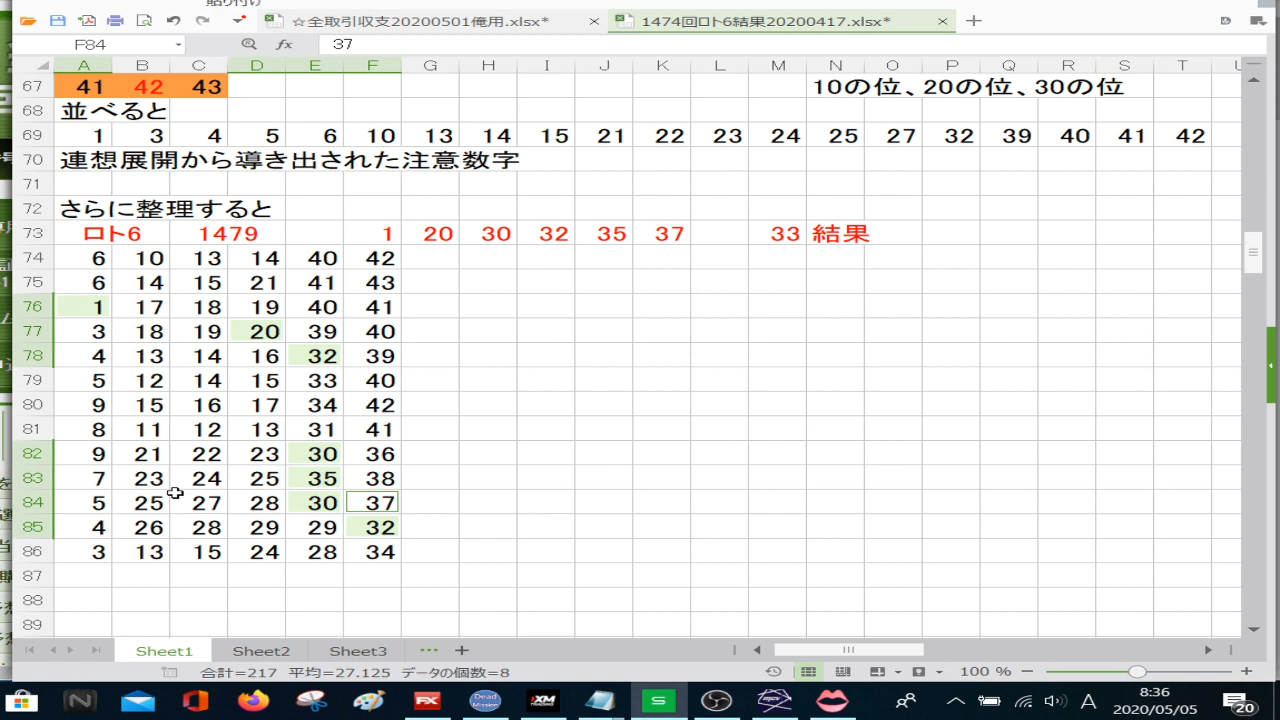 貼り付け
☆全取引収支20200501俺用.xlsx* × 1474回ロト6結果20200417.xlsx* ×
F84 fx 37
A B C D E F G H I J K L M N O P Q R S T
67 41 42 43 10の位、20の位、30の位
68 並べると
69 1 3 4 5 6 10 13 14 15 21 22 23 24 25 27 32 39 40 41 42
70 連想展開から導き出された注意数字
71
72 さらに整理すると
73 ロト6 1479 1 20 30 32 35 37 33 結果
74 6 10 13 14 40 42
75 6 14 15 21 41 43
76 1 17 18 19 40 41
77 3 18 19 20 39 40
78 4 13 14 16 32 39
79 5 12 14 15 33 40
80 9 15 16 17 34 42
81 8 11 12 13 31 41
82 9 21 22 23 30 36
83 7 23 24 25 35 38
84 5 25 27 28 30 37
85 4 26 28 29 29 32
86 3 13 15 24 28 34
87
88
89
Sheet1 Sheet2 Sheet3 ··· +
合計=217 平均=27.125 データの個数=8 100 %
FX Dead Mission XM TRADING S A 8:36
2020/05/05 20